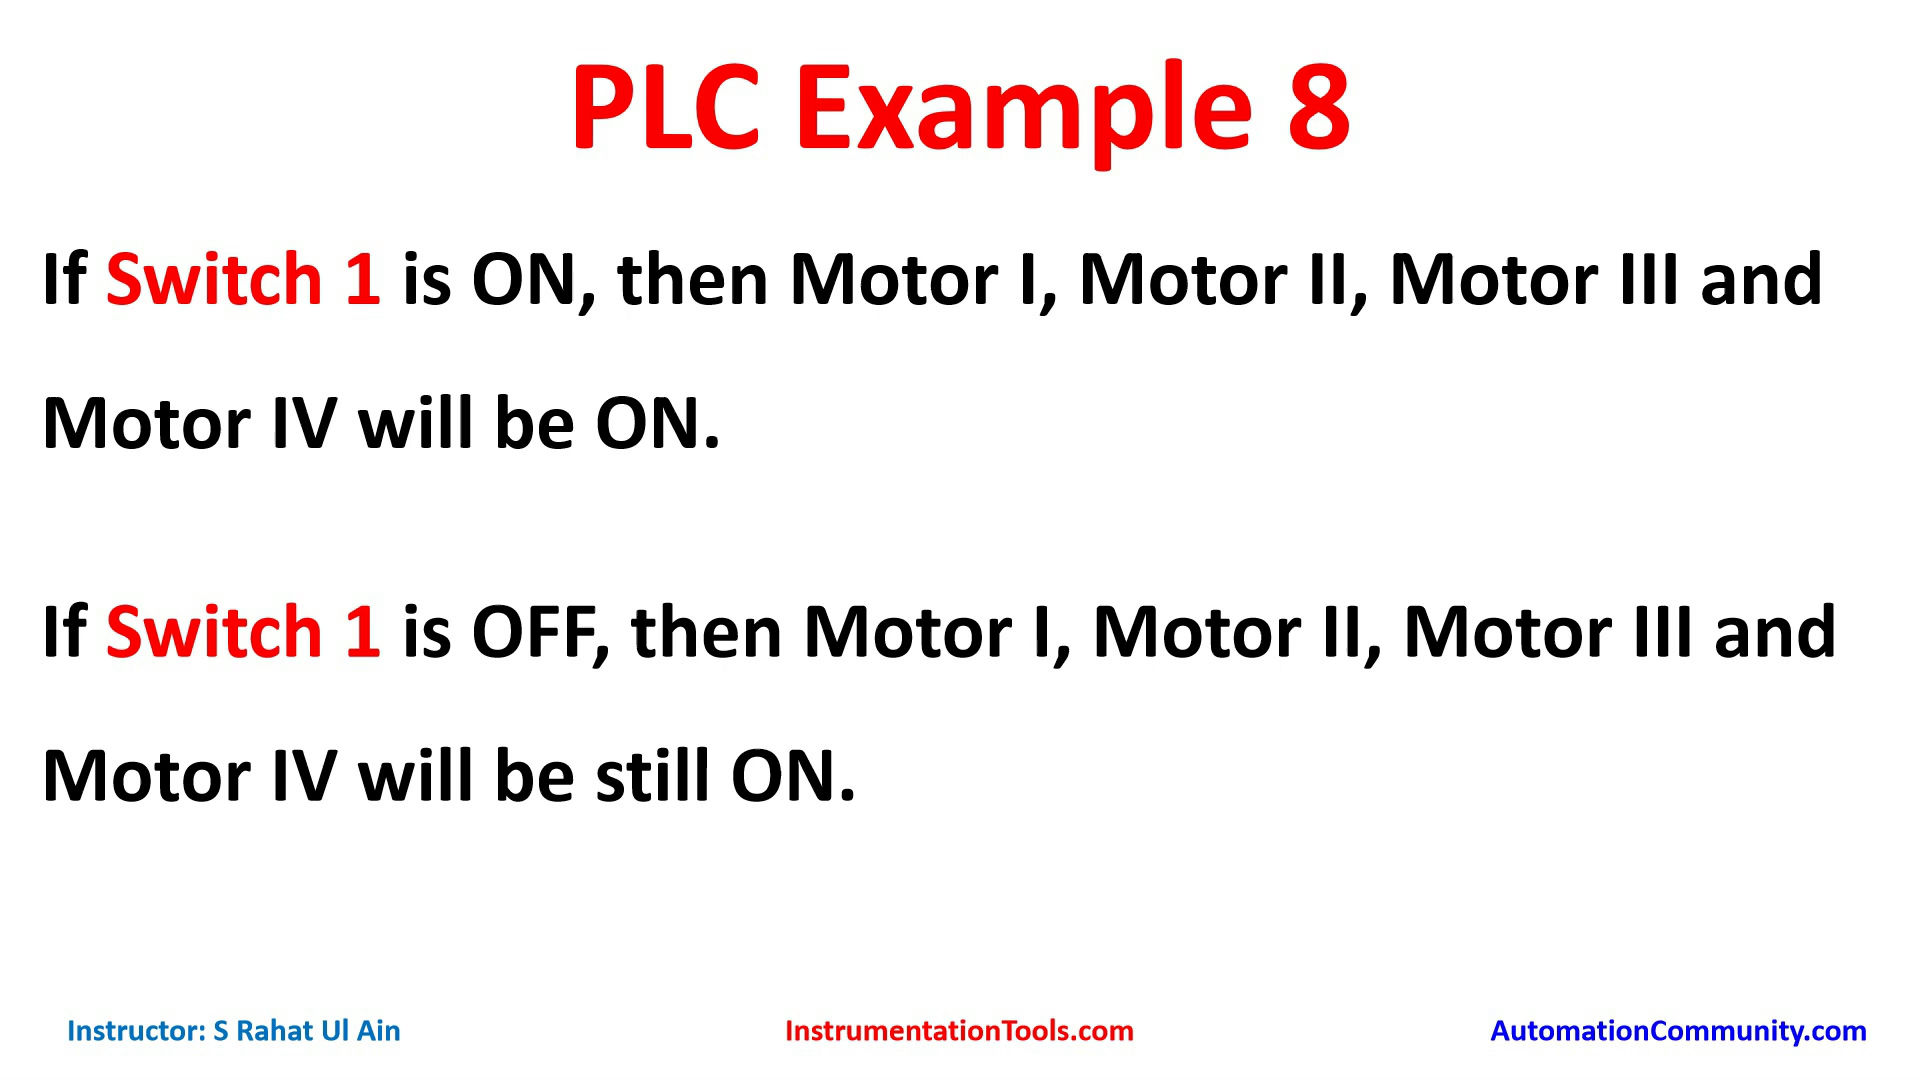 PLC Example 8
If Switch 1 is ON, then Motor I, Motor II, Motor III and
Motor IV will be ON.
If Switch 1 is OFF, then Motor I, Motor II, Motor III and
Motor IV will be still ON.
Instructor: S Rahat Ul Ain
InstrumentationTools.com
AutomationCommunity.com